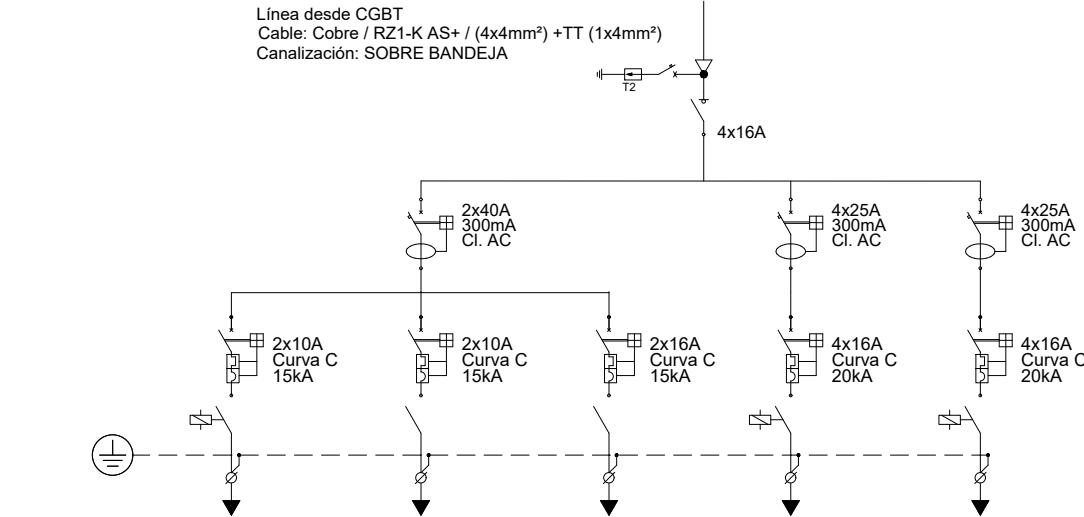 Línea desde CGBT
Cable: Cobre / RZ1-K AS+ / (4x4mm²) +TT (1x4mm²)
Canalización: SOBRE BANDEJA
T2
4x16A
2x40A
300mA
Cl. AC
4x25A
300mA
Cl. AC
4x25A
300mA
Cl. AC
2x10A
Curva C
15kA
2x10A
Curva C
15kA
2x16A
Curva C
15kA
4x16A
Curva C
20kA
4x16A
Curva C
20kA